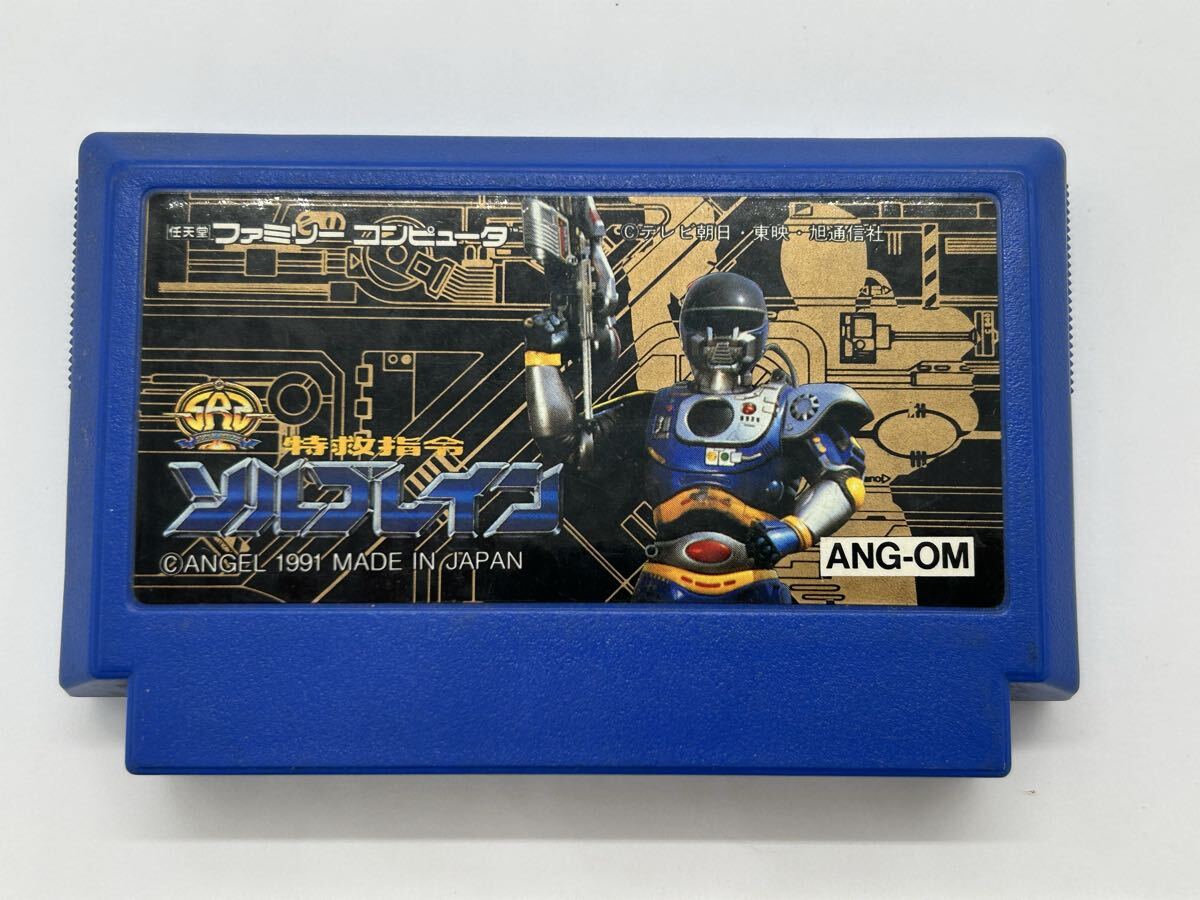 任天堂 ファミリー コンピュータ
©テレビ朝日・東映・旭通信社
特救指令
ソルブレイン
©ANGEL 1991 MADE IN JAPAN
ANG-OM